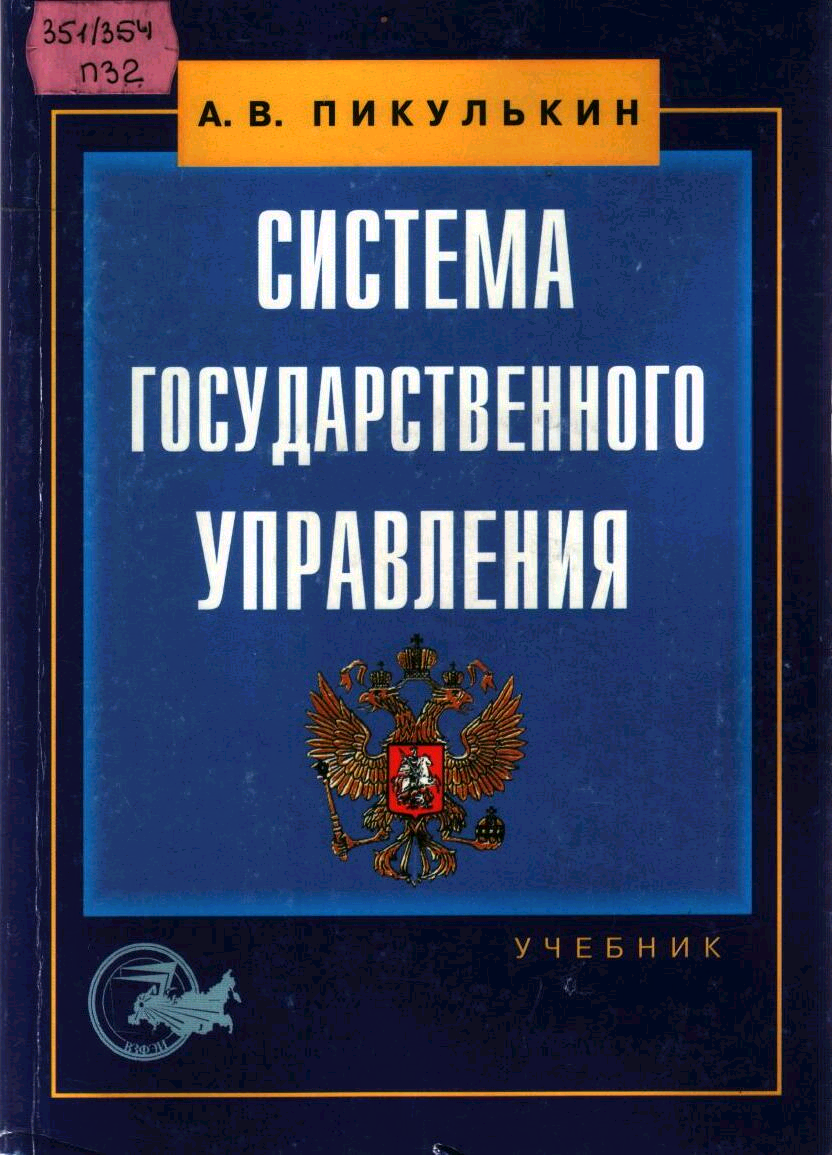 351/354
П32
А. В. ПИКУЛЬКИН
СИСТЕМА
ГОСУДАРСТВЕННОГО
УПРАВЛЕНИЯ
УЧЕБНИК
ВЗФЭИ